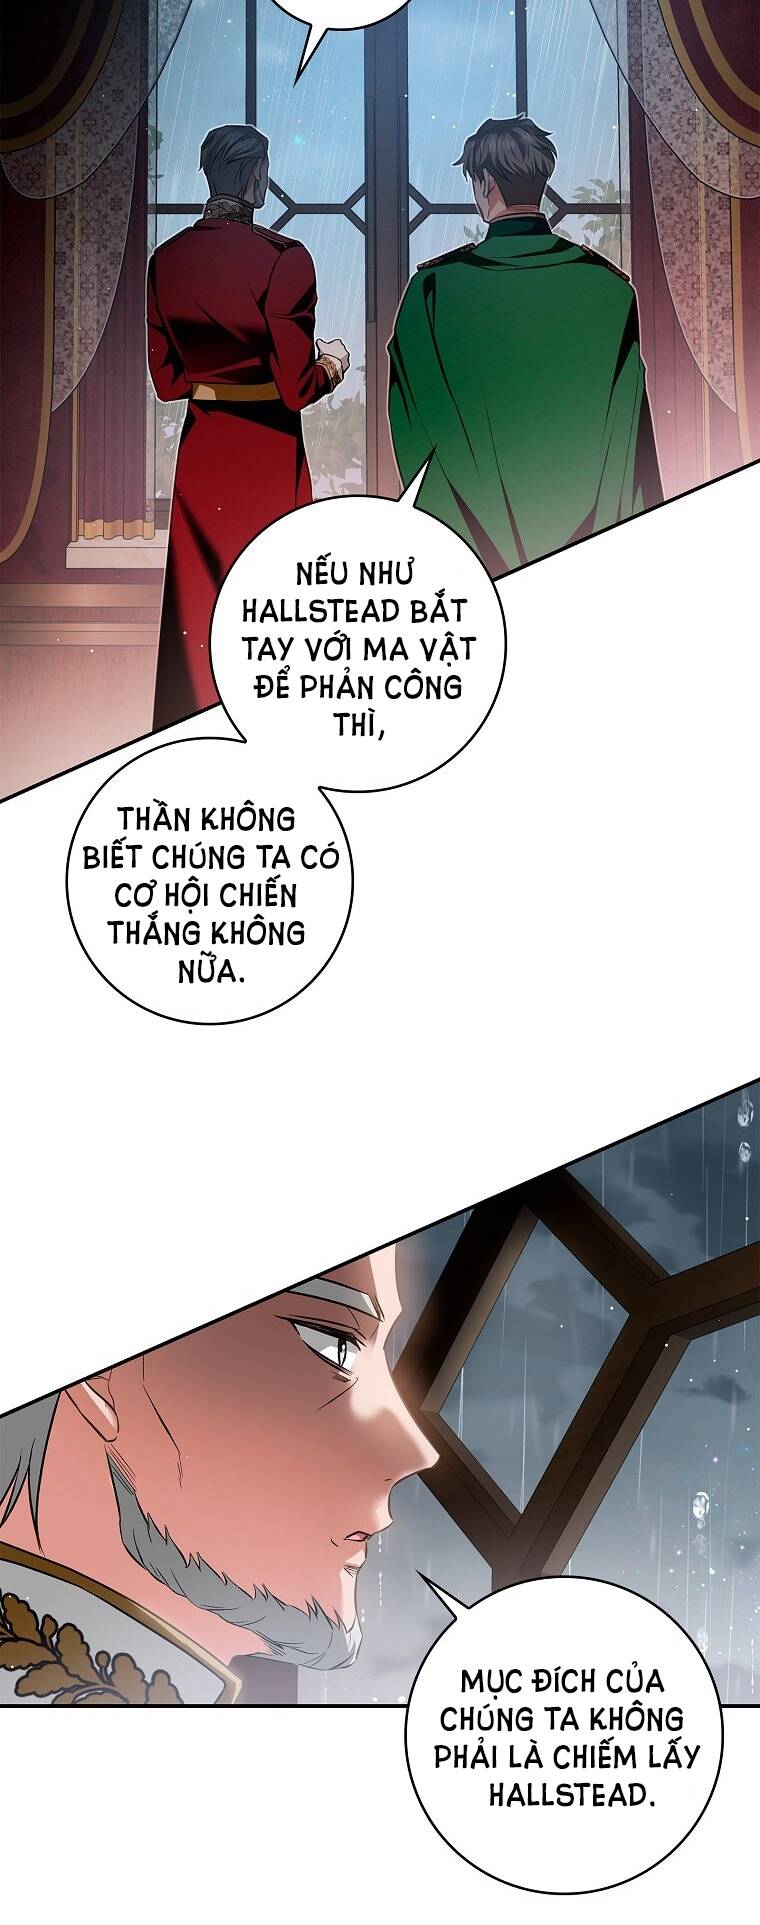 NẾU NHƯ
HALLSTEAD BẮT
TAY VỚI MA VẬT
ĐỂ PHẢN CÔNG
THÌ,
THẦN KHÔNG
BIẾT CHÚNG TA CÓ
CƠ HỘI CHIẾN
THẮNG KHÔNG
NỮA.
MỤC ĐÍCH CỦA
CHÚNG TA KHÔNG
PHẢI LÀ CHIẾM LẤY
HALLSTEAD.